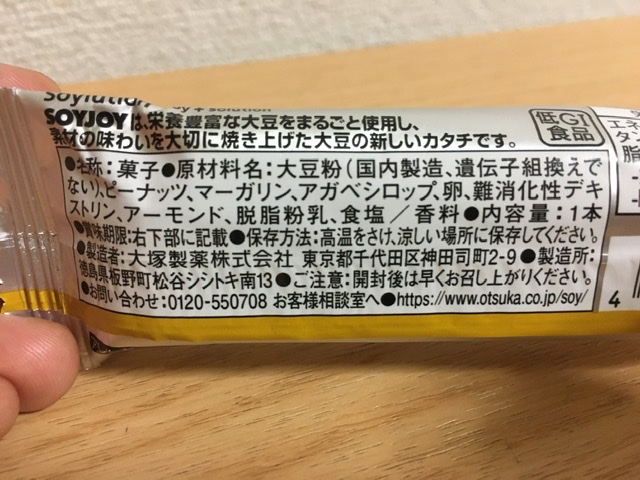 Soylution soy + solution
SOYJOYは、栄養豊富な大豆をまるごと使用し、
素材の味わいを大切に焼き上げた大豆の新しいカタチです。
低GI
食品
●名称：菓子●原材料名：大豆粉（国内製造、遺伝子組換えで
ない）、ピーナッツ、マーガリン、アガベシロップ、卵、難消化性デキ
ストリン、アーモンド、脱脂粉乳、食塩／香料●内容量：1本
●賞味期限：右下部に記載●保存方法：高温をさけ、涼しい場所に保存してください。
●製造者：大塚製薬株式会社 東京都千代田区神田司町2-9●製造所：
徳島県板野町松谷シシトキ南13●ご注意：開封後は早くお召し上がりください。
●お問い合わせ：0120-550708 お客様相談室へ●https://www.otsuka.co.jp/soy/
エネ
タン
脂
4